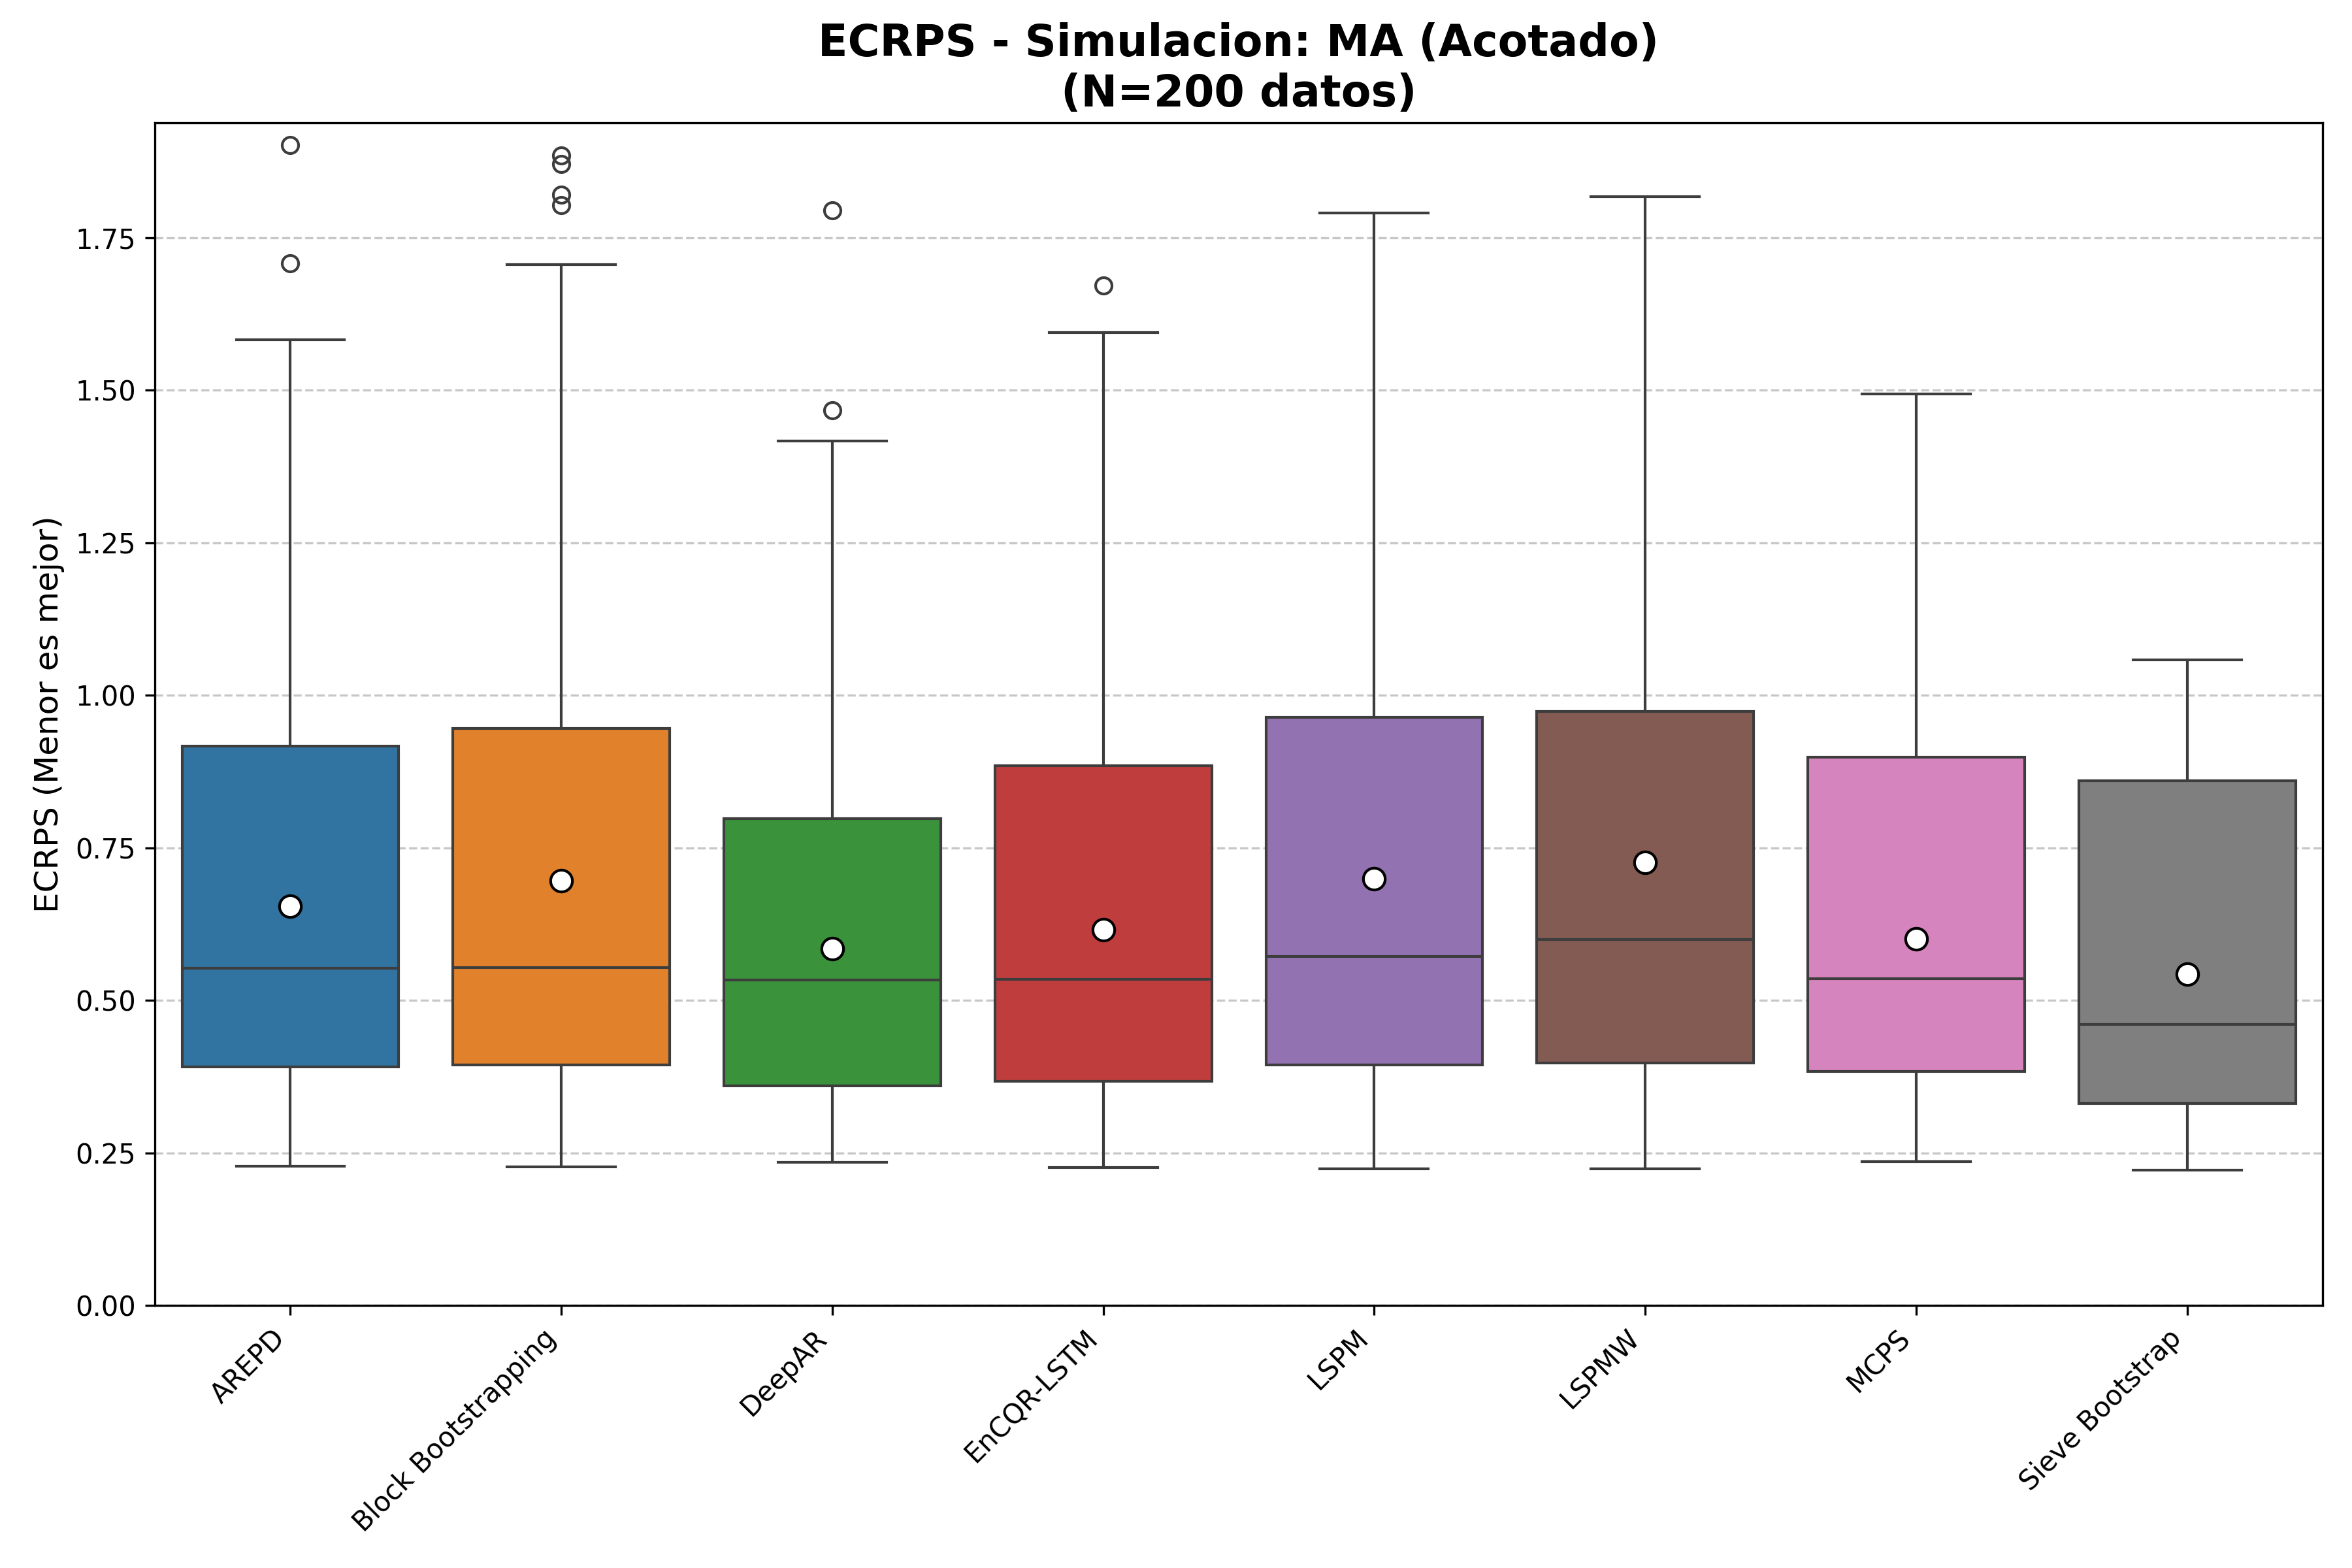 ECRPS - Simulacion: MA (Acotado)
(N=200 datos)
ECRPS (Menor es mejor)
1.75
1.50
1.25
1.00
0.75
0.50
0.25
0.00
AREPD
Block Bootstrapping
DeepAR
EnCQR-LSTM
LSPM
LSPMW
MCPS
Sieve Bootstrap